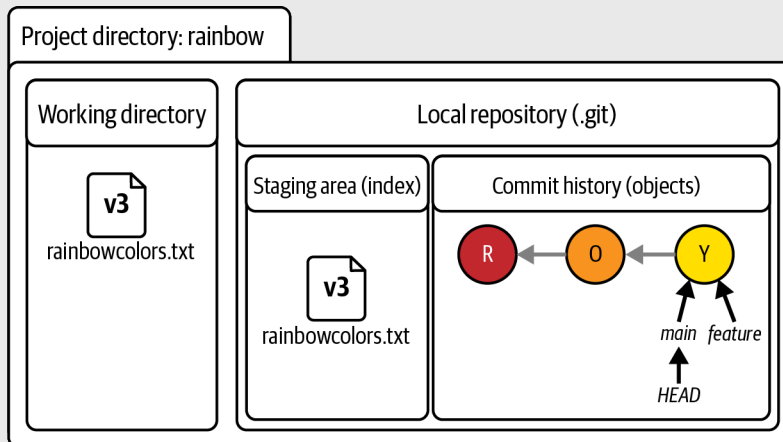 Project directory: rainbow
Working directory
v3
rainbowcolors.txt
Local repository (.git)
Staging area (index)
v3
rainbowcolors.txt
Commit history (objects)
R O Y
main feature
HEAD